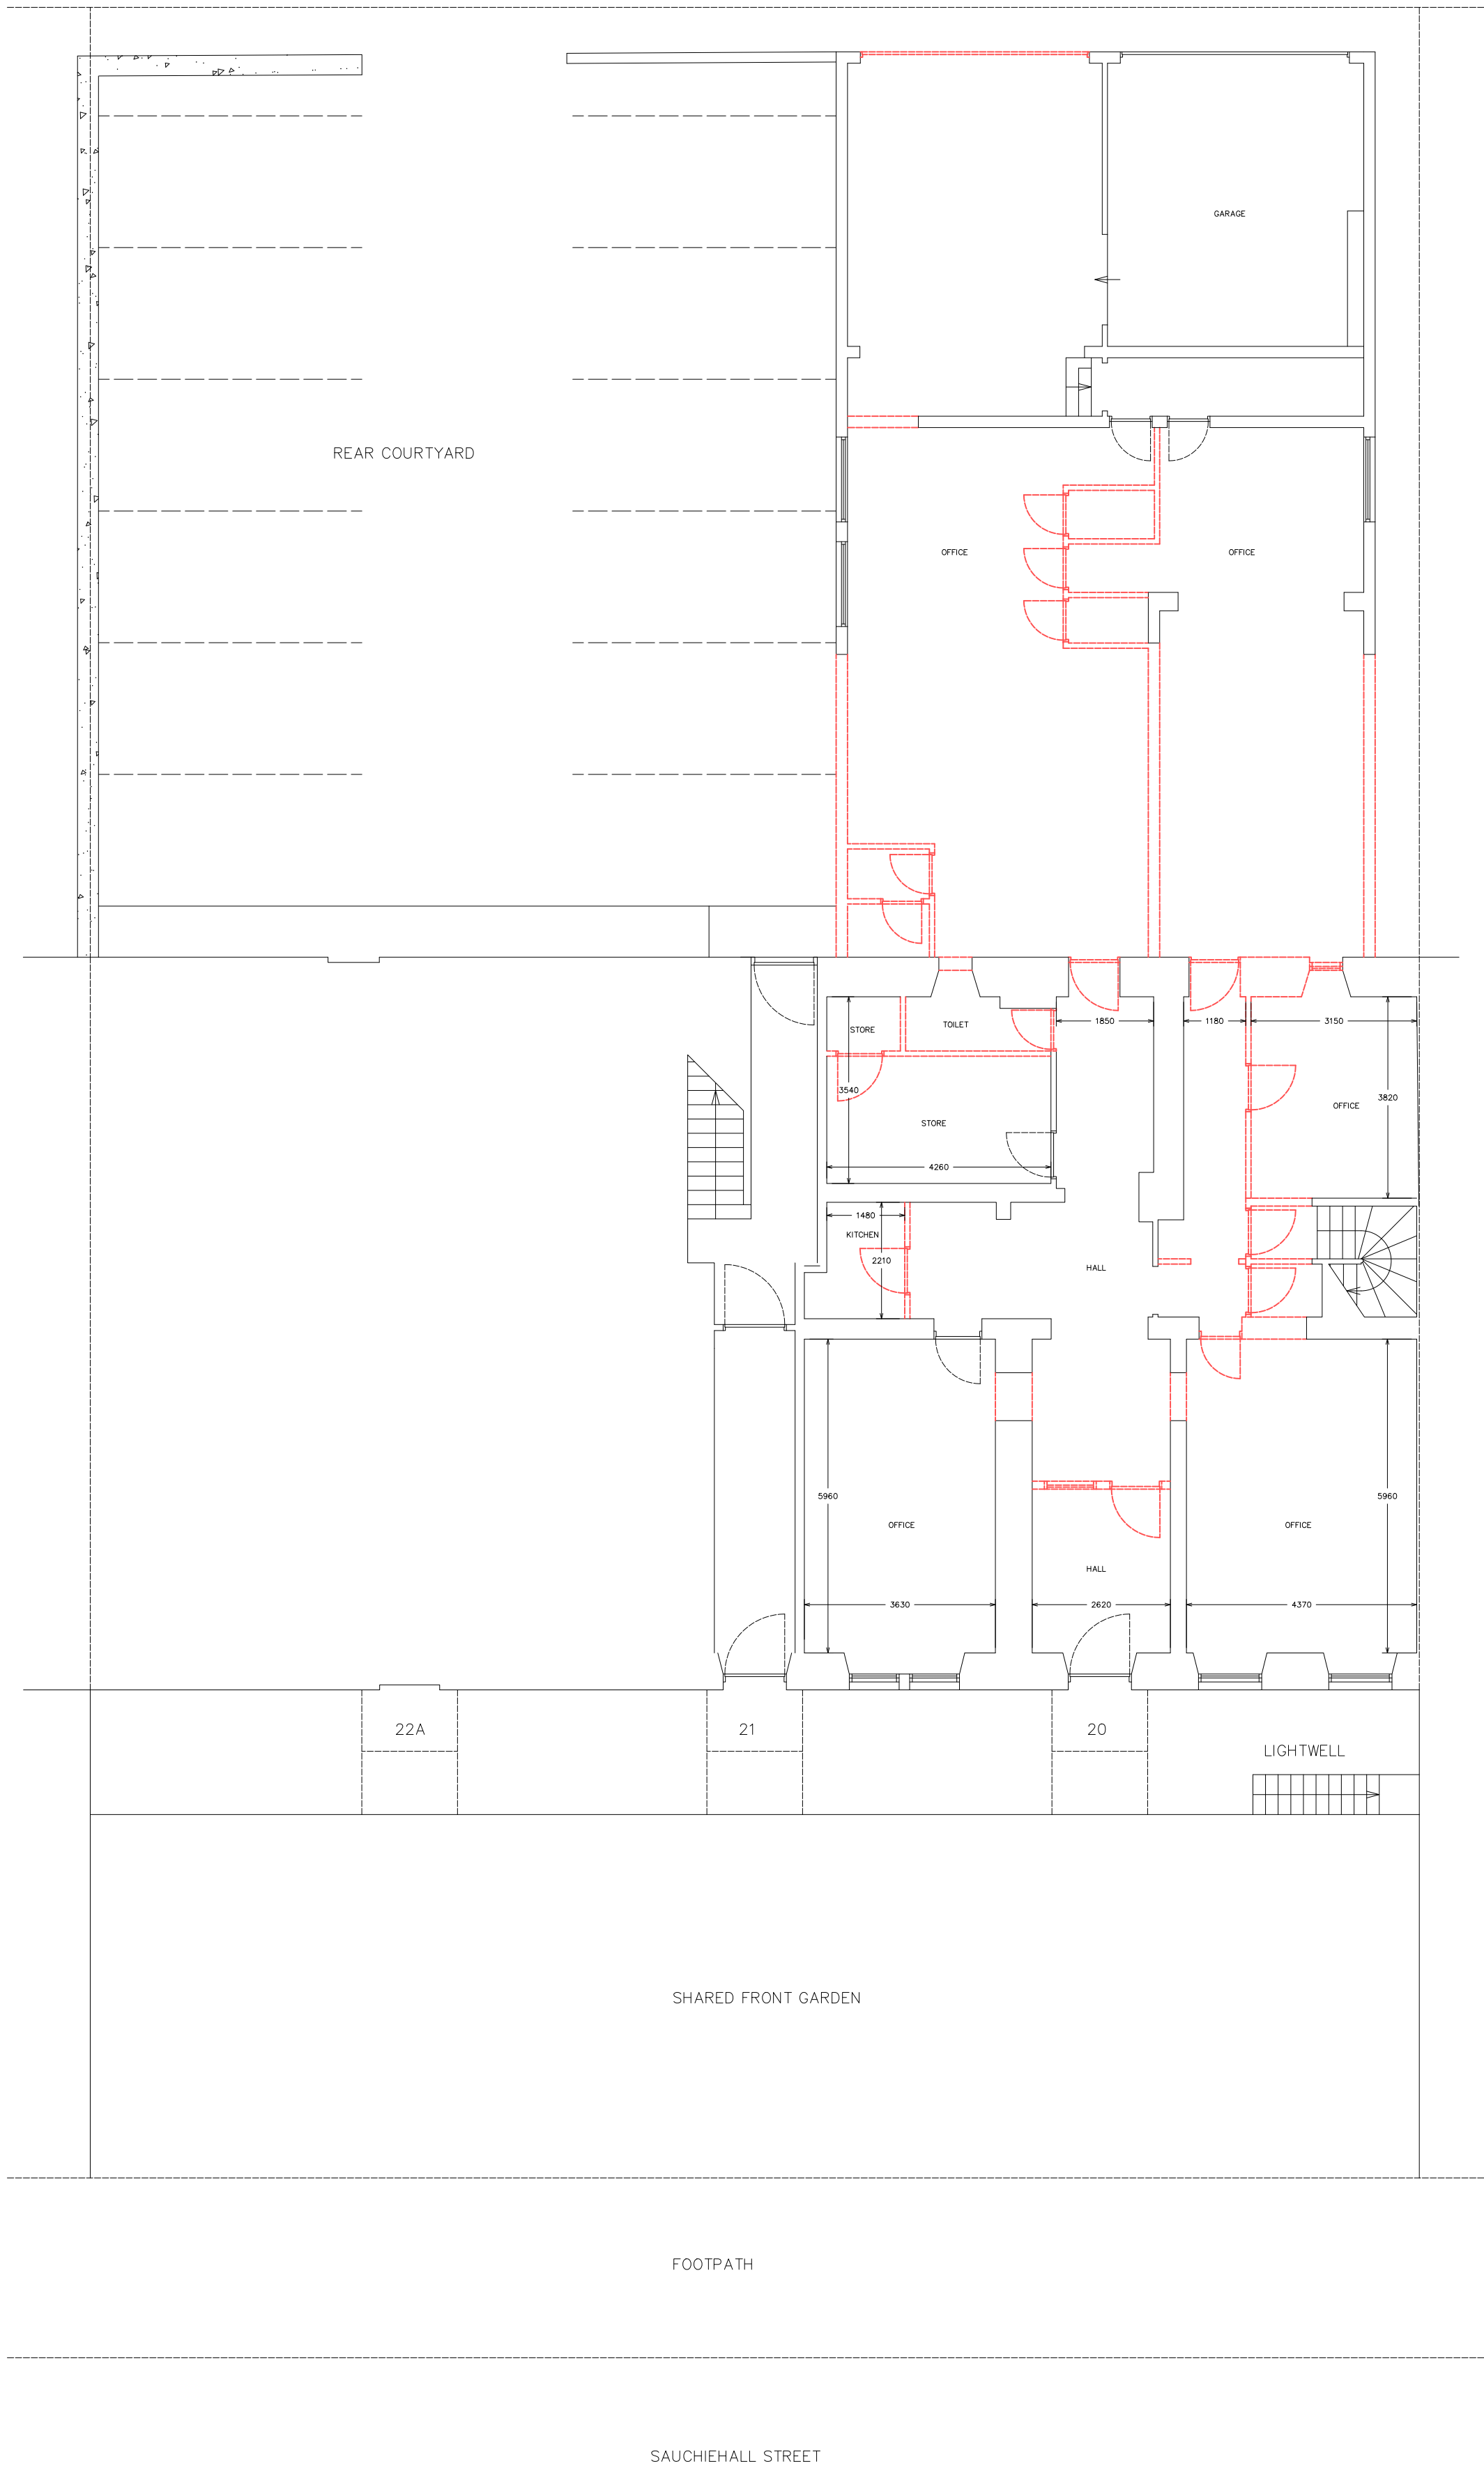 GARAGE
REAR COURTYARD
OFFICE
OFFICE
STORE
TOILET
1850
1180
3150
3540
3820
OFFICE
STORE
4260
1480
KITCHEN
2210
HALL
5960
5960
OFFICE
OFFICE
HALL
3630
2620
4370
22A
21
20
LIGHTWELL
SHARED FRONT GARDEN
FOOTPATH
SAUCHIEHALL STREET